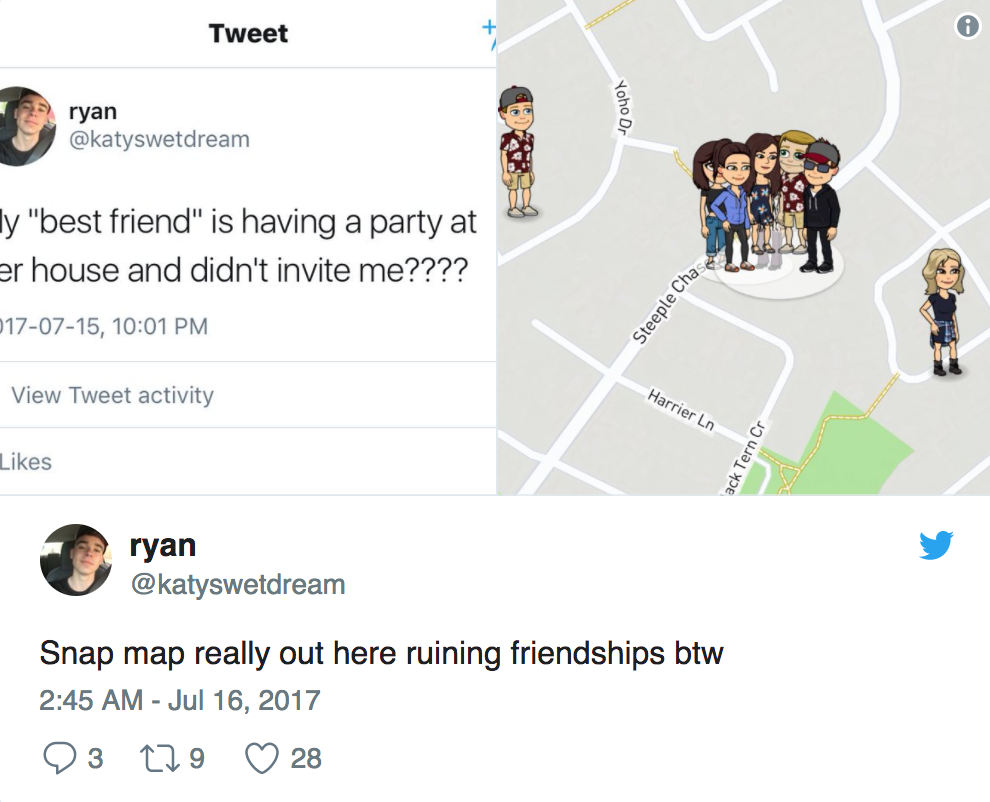 Tweet
ryan
@katyswetdream
ly "best friend" is having a party at
er house and didn't invite me????
017-07-15, 10:01 PM
View Tweet activity
Likes
Yoho Dr
Steeple Chase
Harrier Ln
ack Tern Cr
ryan
@katyswetdream
Snap map really out here ruining friendships btw
2:45 AM - Jul 16, 2017
3 9 28